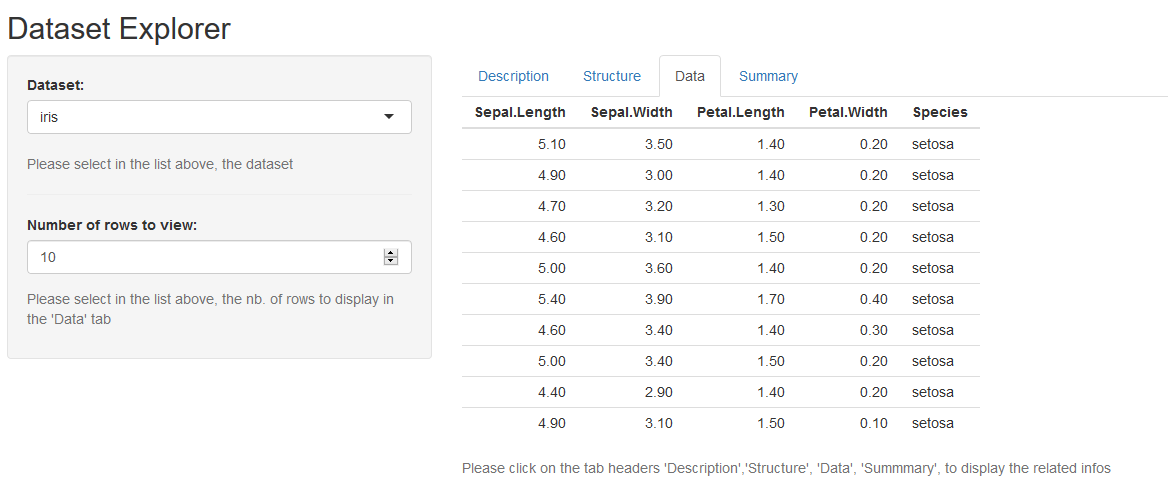 Dataset Explorer
Dataset:
iris
Please select in the list above, the dataset
Number of rows to view:
10
Please select in the list above, the nb. of rows to display in
the 'Data' tab
Description Structure Data Summary
Sepal.Length Sepal.Width Petal.Length Petal.Width Species
5.10 3.50 1.40 0.20 setosa
4.90 3.00 1.40 0.20 setosa
4.70 3.20 1.30 0.20 setosa
4.60 3.10 1.50 0.20 setosa
5.00 3.60 1.40 0.20 setosa
5.40 3.90 1.70 0.40 setosa
4.60 3.40 1.40 0.30 setosa
5.00 3.40 1.50 0.20 setosa
4.40 2.90 1.40 0.20 setosa
4.90 3.10 1.50 0.10 setosa
Please click on the tab headers 'Description','Structure', 'Data', 'Summmary', to display the related infos